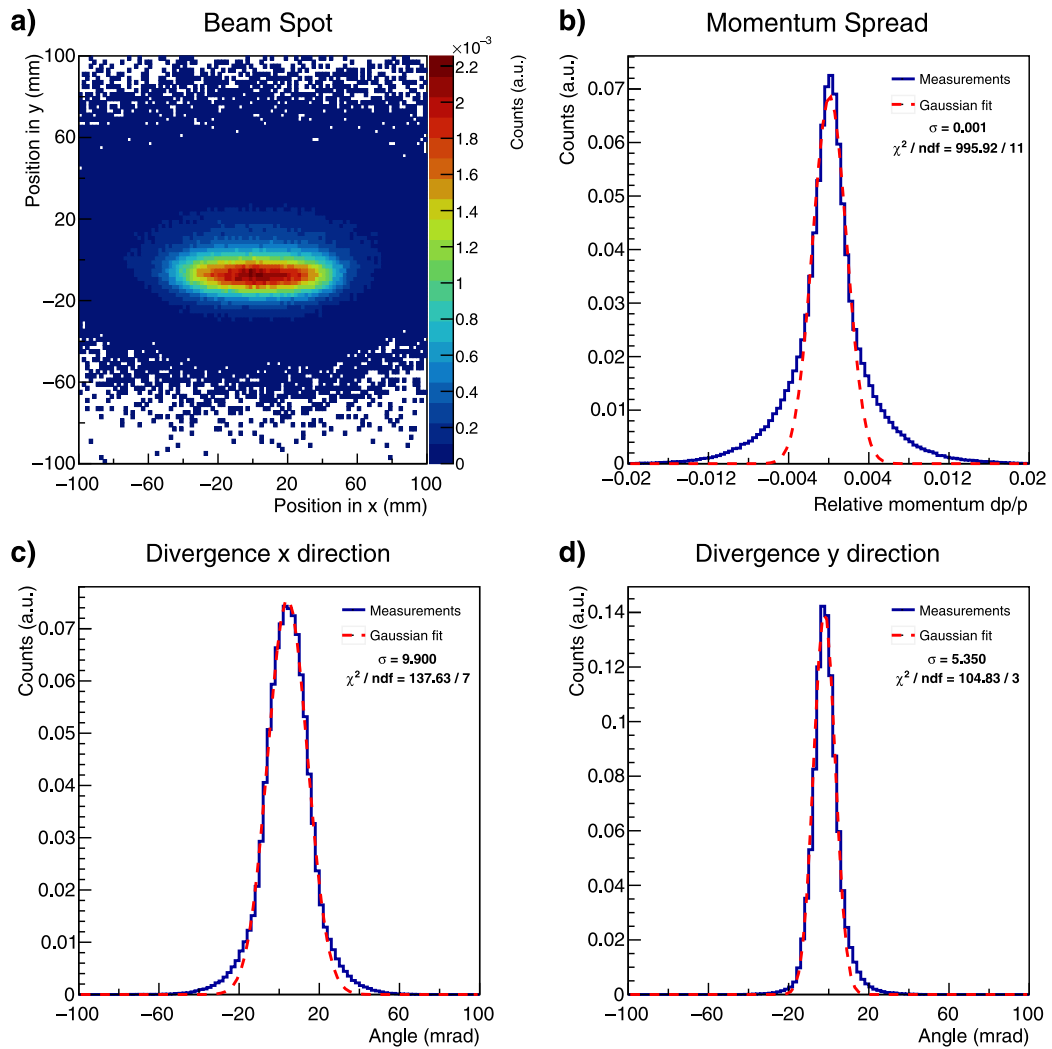 a) Beam Spot
Position in y (mm)
100
60
20
−20
−60
−100
−100 −60 −20 20 60 100
Position in x (mm)
×10⁻³
Counts (a.u.)
2.2
2
1.8
1.6
1.4
1.2
1
0.8
0.6
0.4
0.2
0
b) Momentum Spread
Counts (a.u.)
0.07
0.06
0.05
0.04
0.03
0.02
0.01
0
−0.02 −0.012 −0.004 0.004 0.012 0.02
Relative momentum dp/p
Measurements
Gaussian fit
σ = 0.001
χ² / ndf = 995.92 / 11
c) Divergence x direction
Counts (a.u.)
0.07
0.06
0.05
0.04
0.03
0.02
0.01
0
−100 −60 −20 20 60 100
Angle (mrad)
Measurements
Gaussian fit
σ = 9.900
χ² / ndf = 137.63 / 7
d) Divergence y direction
Counts (a.u.)
0.14
0.12
0.1
0.08
0.06
0.04
0.02
0
−100 −60 −20 20 60 100
Angle (mrad)
Measurements
Gaussian fit
σ = 5.350
χ² / ndf = 104.83 / 3